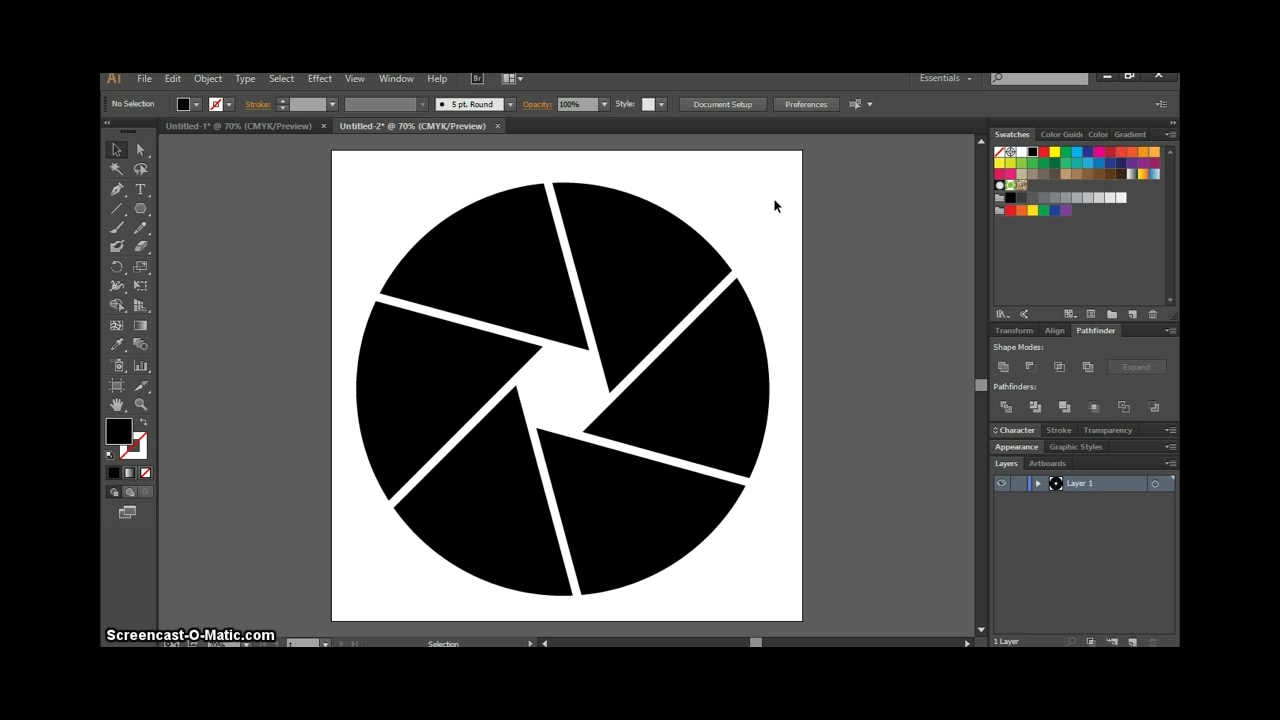 Ai File Edit Object Type Select Effect View Window Help Br Essentials
No Selection Stroke: 5 pt. Round Opacity: 100% Style: Document Setup Preferences
Untitled-1* @ 70% (CMYK/Preview) × Untitled-2* @ 70% (CMYK/Preview) ×
Swatches Color Guide Color Gradient
Transform Align Pathfinder
Shape Modes:
Expand
Pathfinders:
Character Stroke Transparency
Appearance Graphic Styles
Layers Artboards
Layer 1
Screencast-O-Matic.com
1 Selection
1 Layer